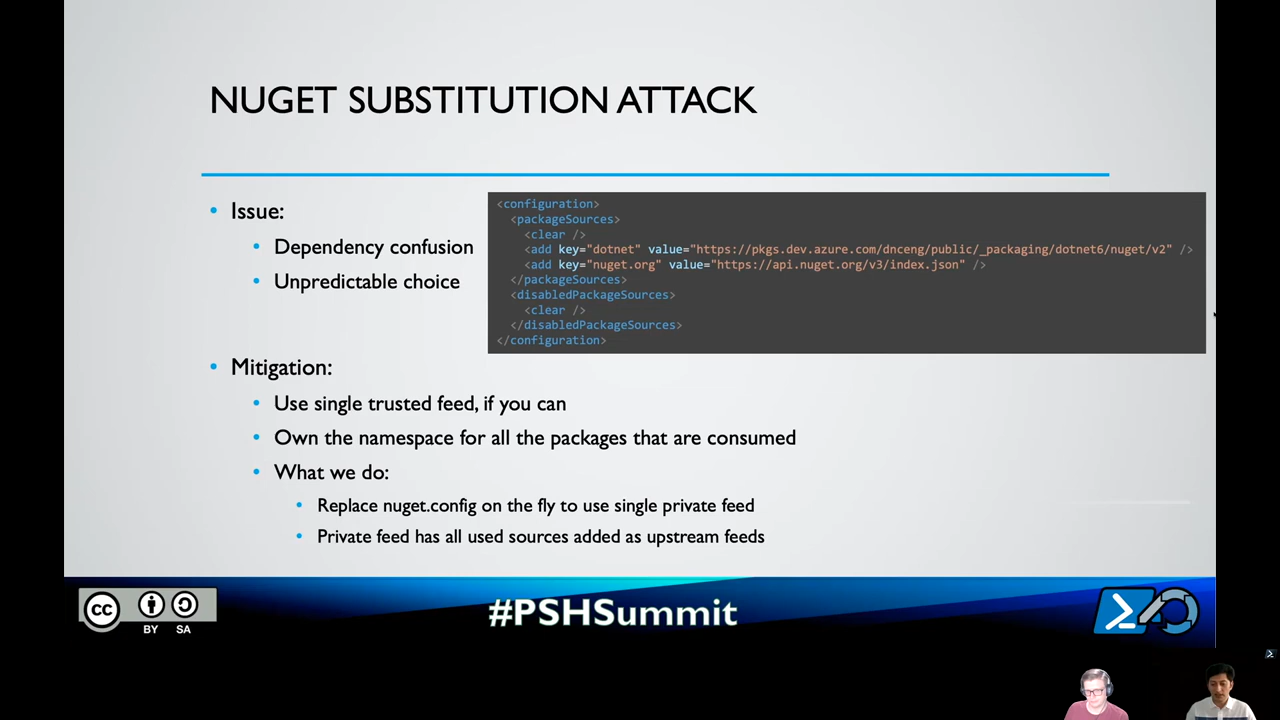 NUGET SUBSTITUTION ATTACK
• Issue:
• Dependency confusion
• Unpredictable choice
<configuration>
<packageSources>
<clear />
<add key="dotnet" value="https://pkgs.dev.azure.com/dnceng/public/_packaging/dotnet6/nuget/v2" />
<add key="nuget.org" value="https://api.nuget.org/v3/index.json" />
</packageSources>
<disabledPackageSources>
<clear />
</disabledPackageSources>
</configuration>
• Mitigation:
• Use single trusted feed, if you can
• Own the namespace for all the packages that are consumed
• What we do:
• Replace nuget.config on the fly to use single private feed
• Private feed has all used sources added as upstream feeds
cc
BY SA
#PSHSummit